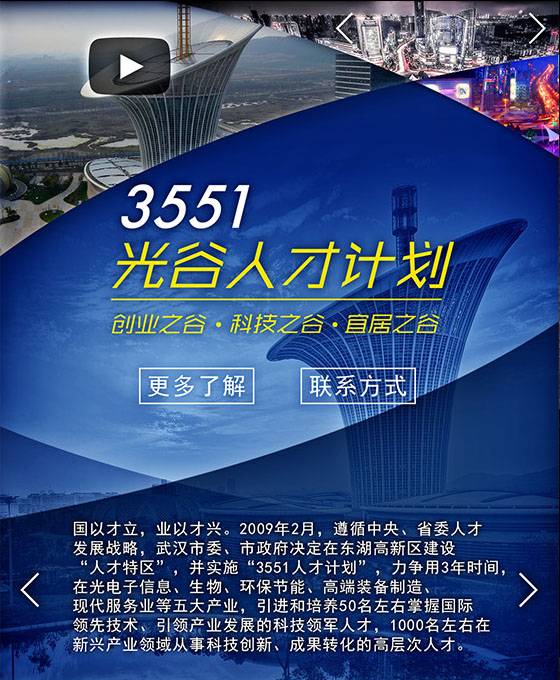 3551
光谷人才计划
创业之谷·科技之谷·宜居之谷
更多了解 联系方式
国以才立，业以才兴。2009年2月，遵循中央、省委人才
发展战略，武汉市委、市政府决定在东湖高新区建设
“人才特区”，并实施“3551人才计划”，力争用3年时间，
在光电子信息、生物、环保节能、高端装备制造、
现代服务业等五大产业，引进和培养50名左右掌握国际
领先技术、引领产业发展的科技领军人才，1000名左右在
新兴产业领域从事科技创新、成果转化的高层次人才。